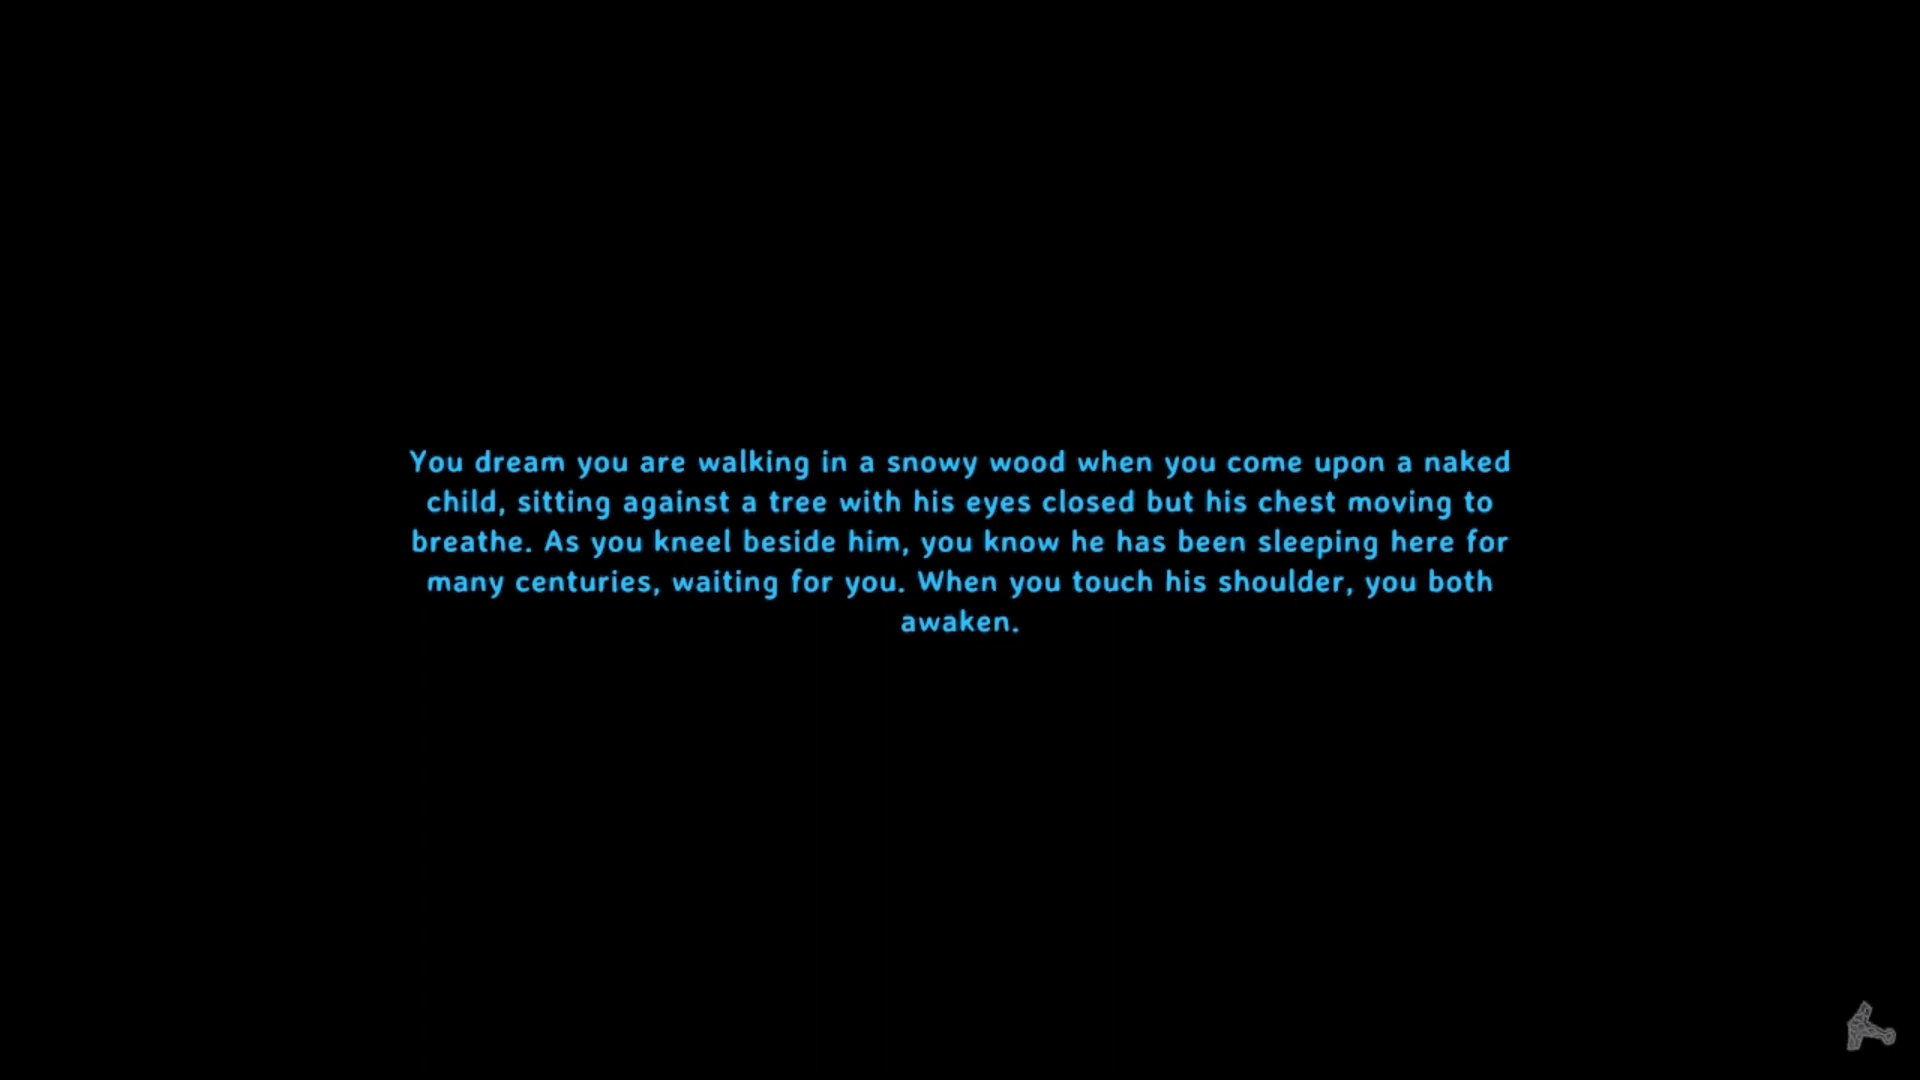 You dream you are walking in a snowy wood when you come upon a naked
child, sitting against a tree with his eyes closed but his chest moving to
breathe. As you kneel beside him, you know he has been sleeping here for
many centuries, waiting for you. When you touch his shoulder, you both
awaken.